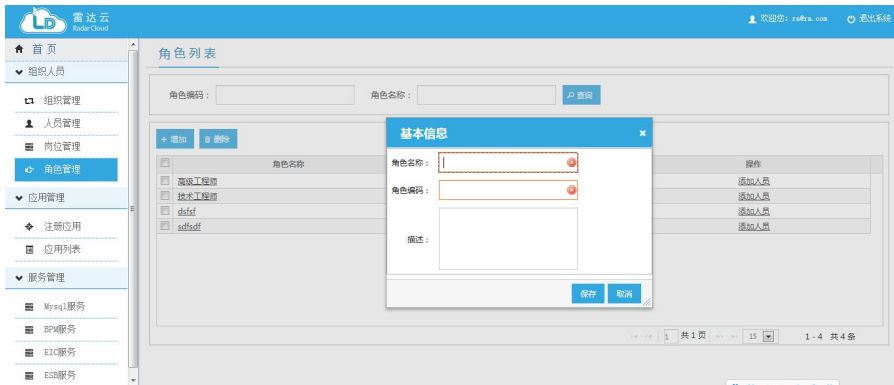 LD 雷达云
Radar Cloud
欢迎您: ra@ra.com 退出系统
首页
组织人员
组织管理
人员管理
岗位管理
角色管理
应用管理
注册应用
应用列表
服务管理
Mysql服务
BPM服务
EIC服务
ESB服务
角色列表
角色编码：
角色名称：
查询
+ 增加
删除
角色名称
操作
高级工程师
添加人员
技术工程师
添加人员
dsfsf
添加人员
sdfsdf
添加人员
基本信息
角色名称：
角色编码：
描述：
保存 取消
1 共1页 15 1-4 共4条